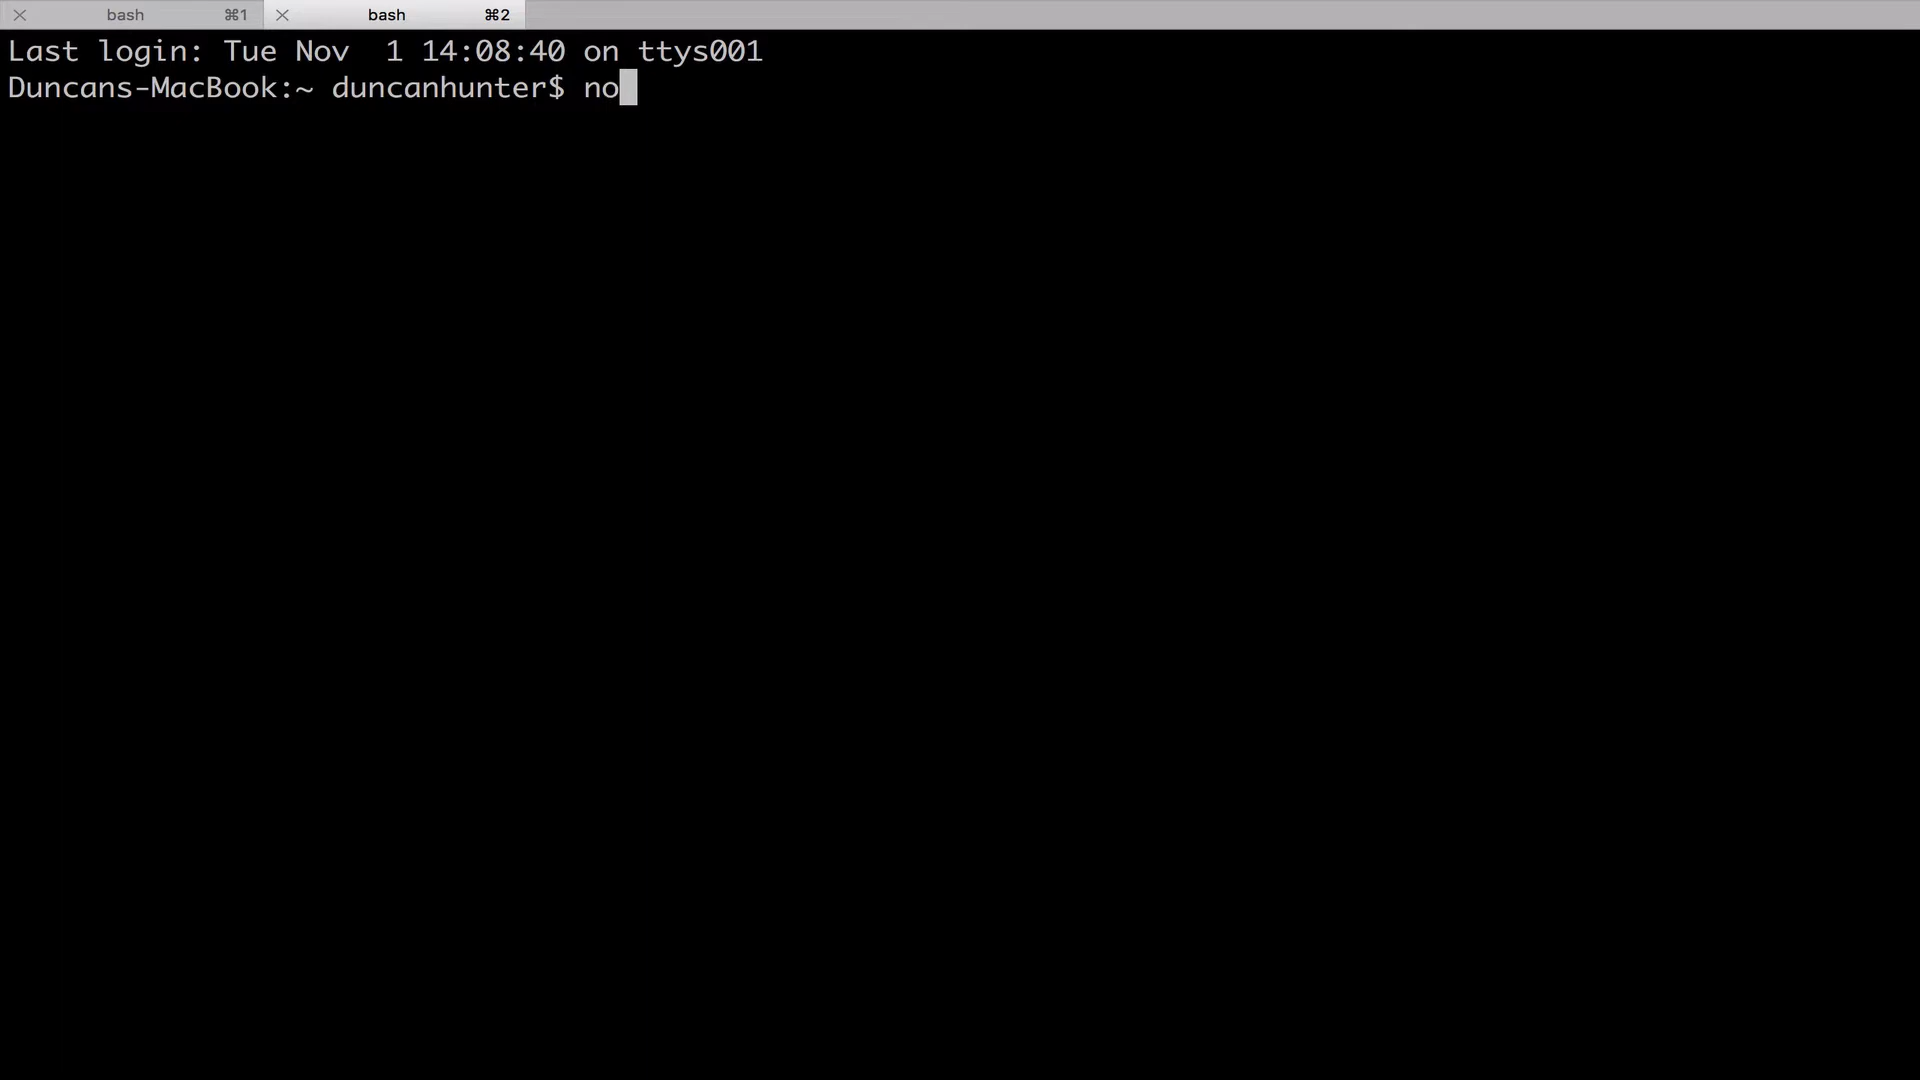 bash ⌘1 bash ⌘2
Last login: Tue Nov  1 14:08:40 on ttys001
Duncans-MacBook:~ duncanhunter$ no